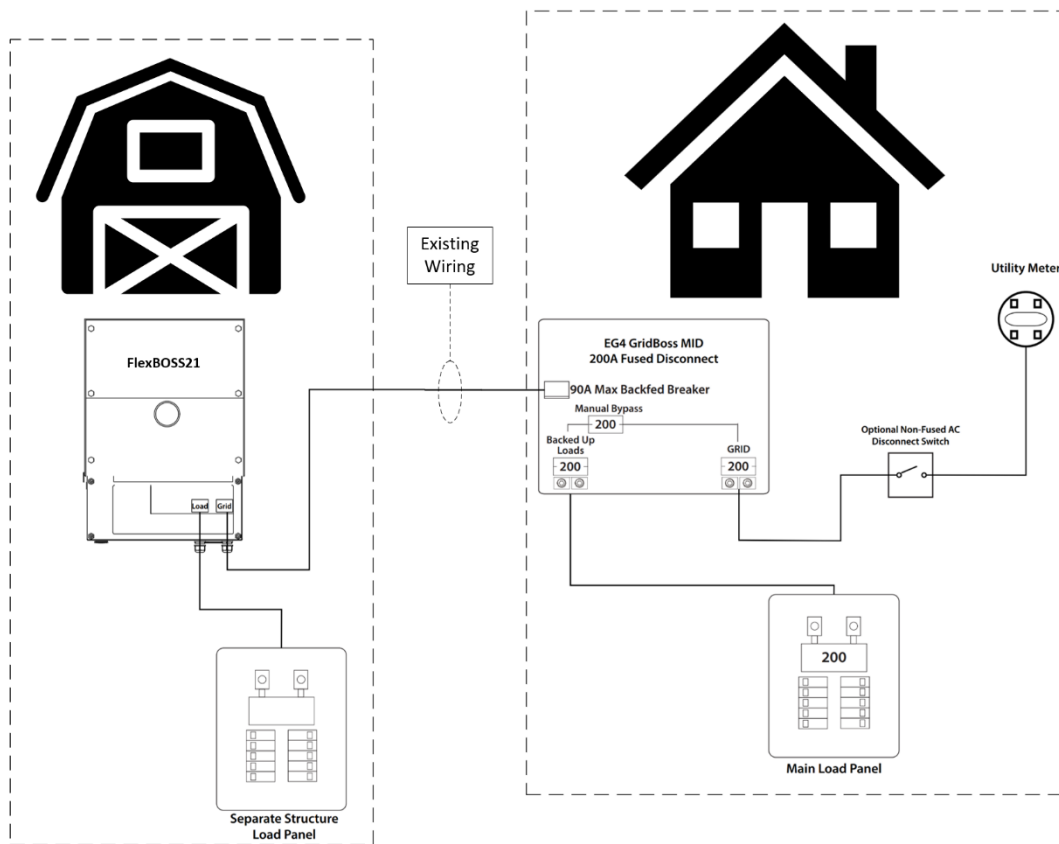 Existing
Wiring
Utility Meter
FlexBOSS21
EG4 GridBoss MID
200A Fused Disconnect
90A Max Backfed Breaker
Manual Bypass
200
Backed Up
Loads
200
GRID
200
Optional Non-Fused AC
Disconnect Switch
Load
Grid
200
Main Load Panel
Separate Structure
Load Panel